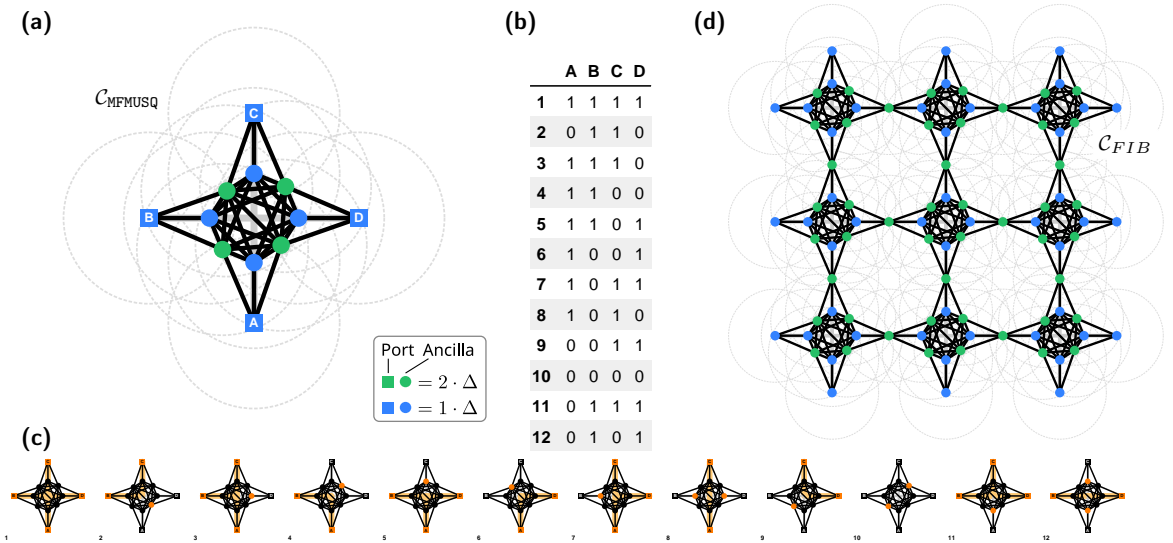 (a)
C_MFMUSQ
C
B
D
A
Port Ancilla
= 2 · Δ
= 1 · Δ
(b)
A B C D
1 1 1 1 1
2 0 1 1 0
3 1 1 1 0
4 1 1 0 0
5 1 1 0 1
6 1 0 0 1
7 1 0 1 1
8 1 0 1 0
9 0 0 1 1
10 0 0 0 0
11 0 1 1 1
12 0 1 0 1
(d)
C_FIB
(c)
1 2 3 4 5 6 7 8 9 10 11 12